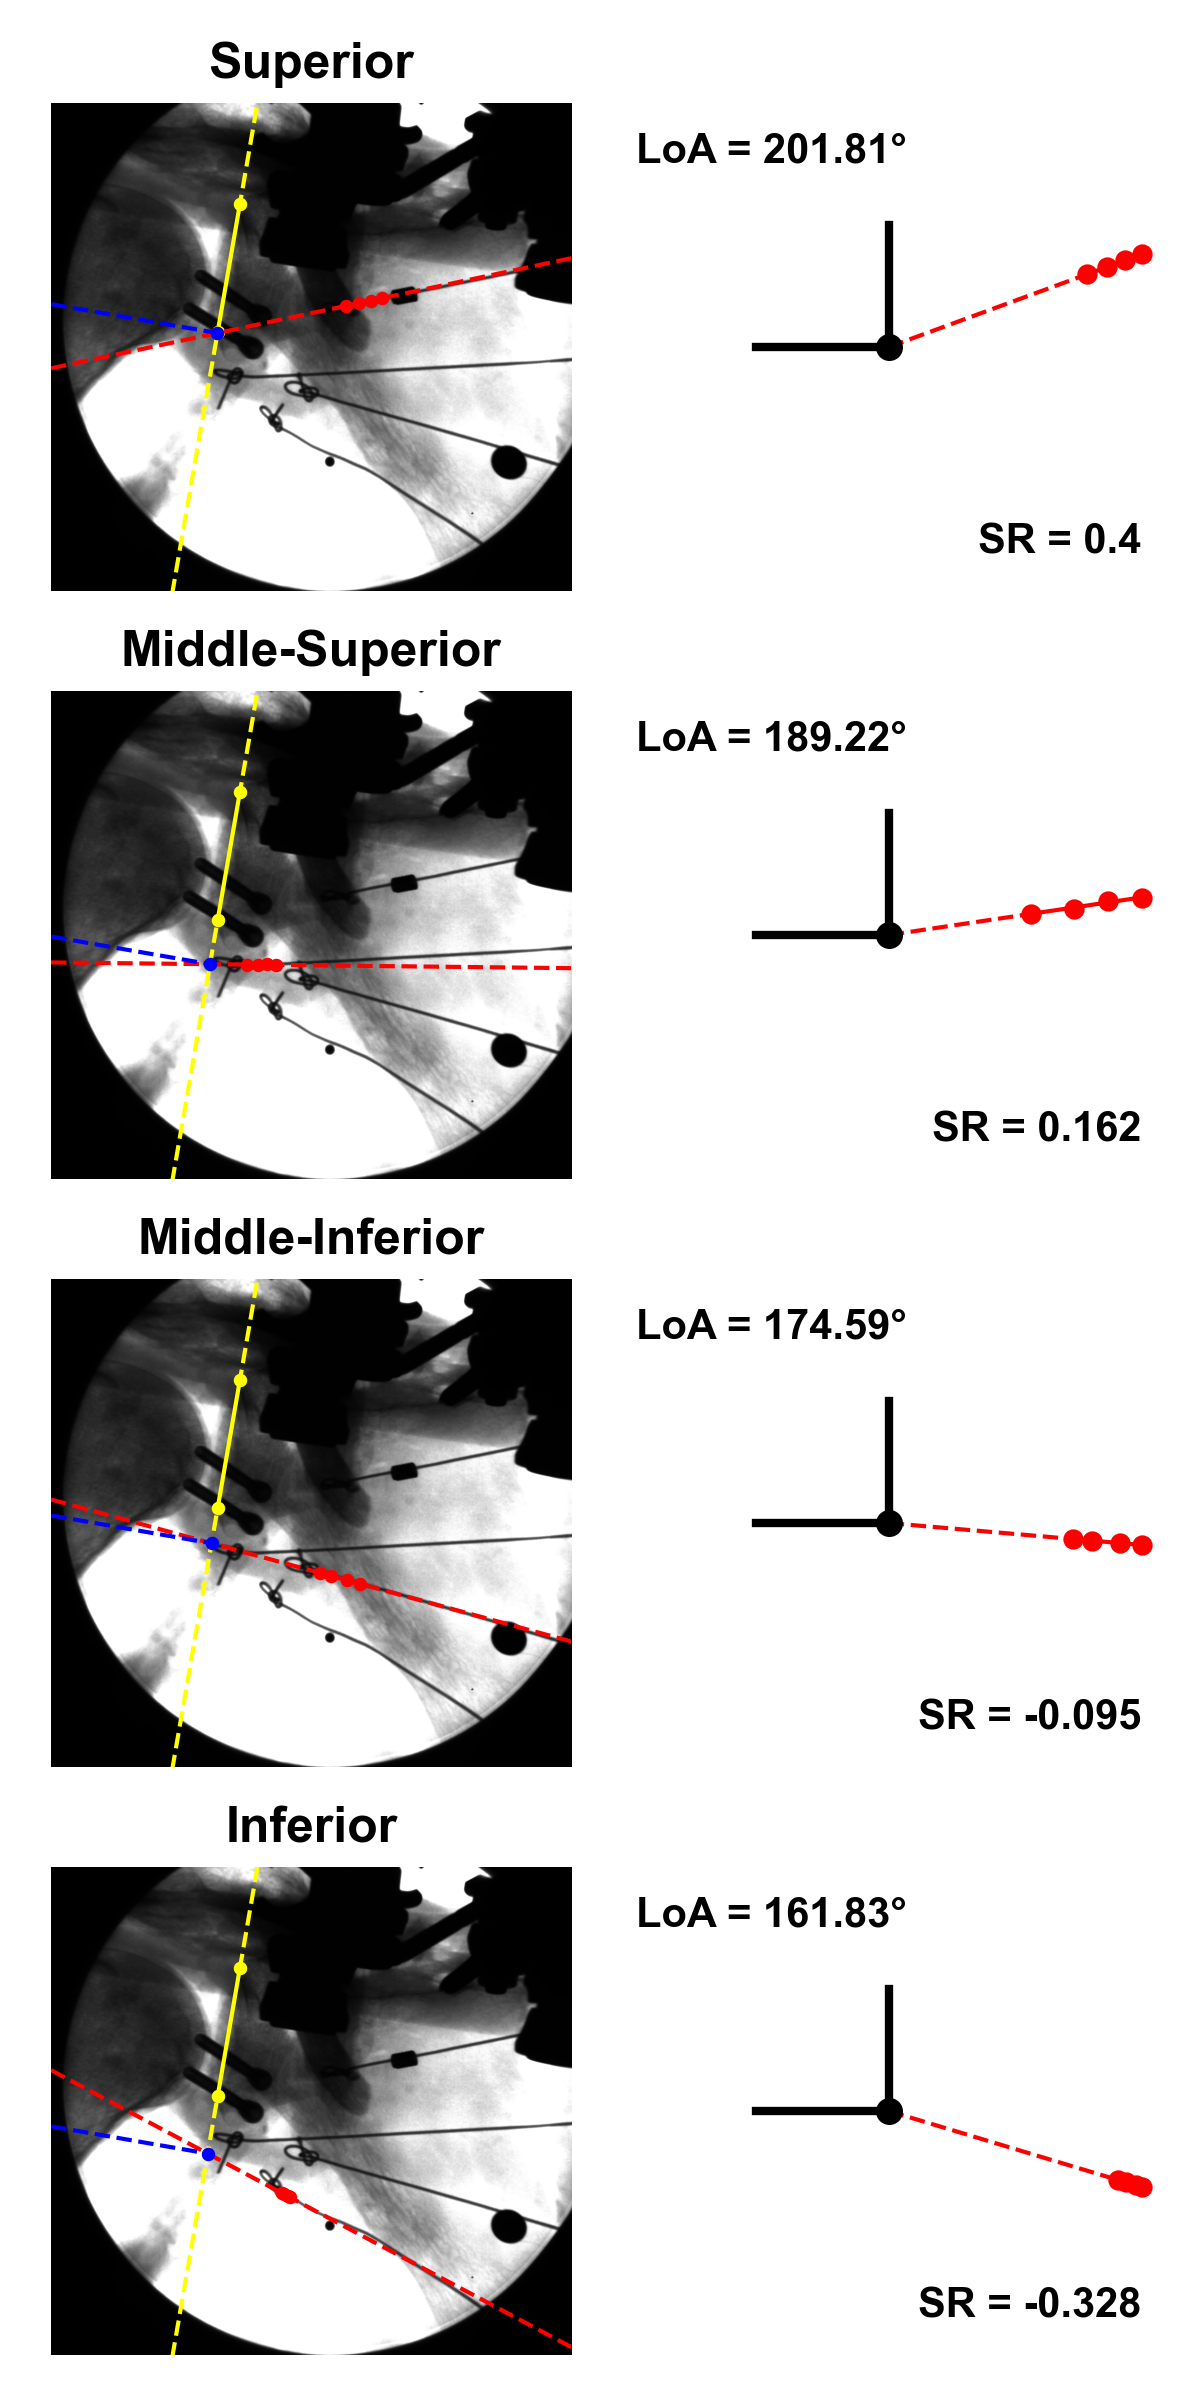 Superior
LoA = 201.81°
SR = 0.4
Middle-Superior
LoA = 189.22°
SR = 0.162
Middle-Inferior
LoA = 174.59°
SR = -0.095
Inferior
LoA = 161.83°
SR = -0.328